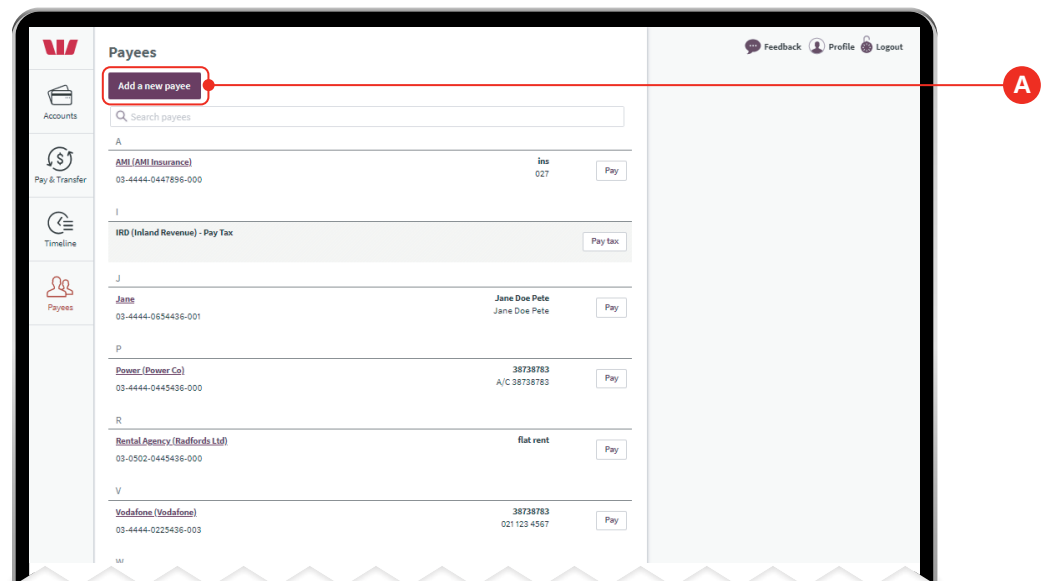 Payees
Feedback Profile Logout
Add a new payee
A
Search payees
Accounts
Pay & Transfer
Timeline
Payees
A
AMI (AMI Insurance) ins
03-4444-0447896-000 027 Pay
I
IRD (Inland Revenue) - Pay Tax
Pay tax
J
Jane Jane Doe Pete
03-4444-0654436-001 Jane Doe Pete Pay
P
Power (Power Co) 38738783
03-4444-0445436-000 A/C 38738783 Pay
R
Rental Agency (Radfords Ltd) flat rent
03-0502-0445436-000 Pay
V
Vodafone (Vodafone) 38738783
03-4444-0225436-003 021 123 4567 Pay
W